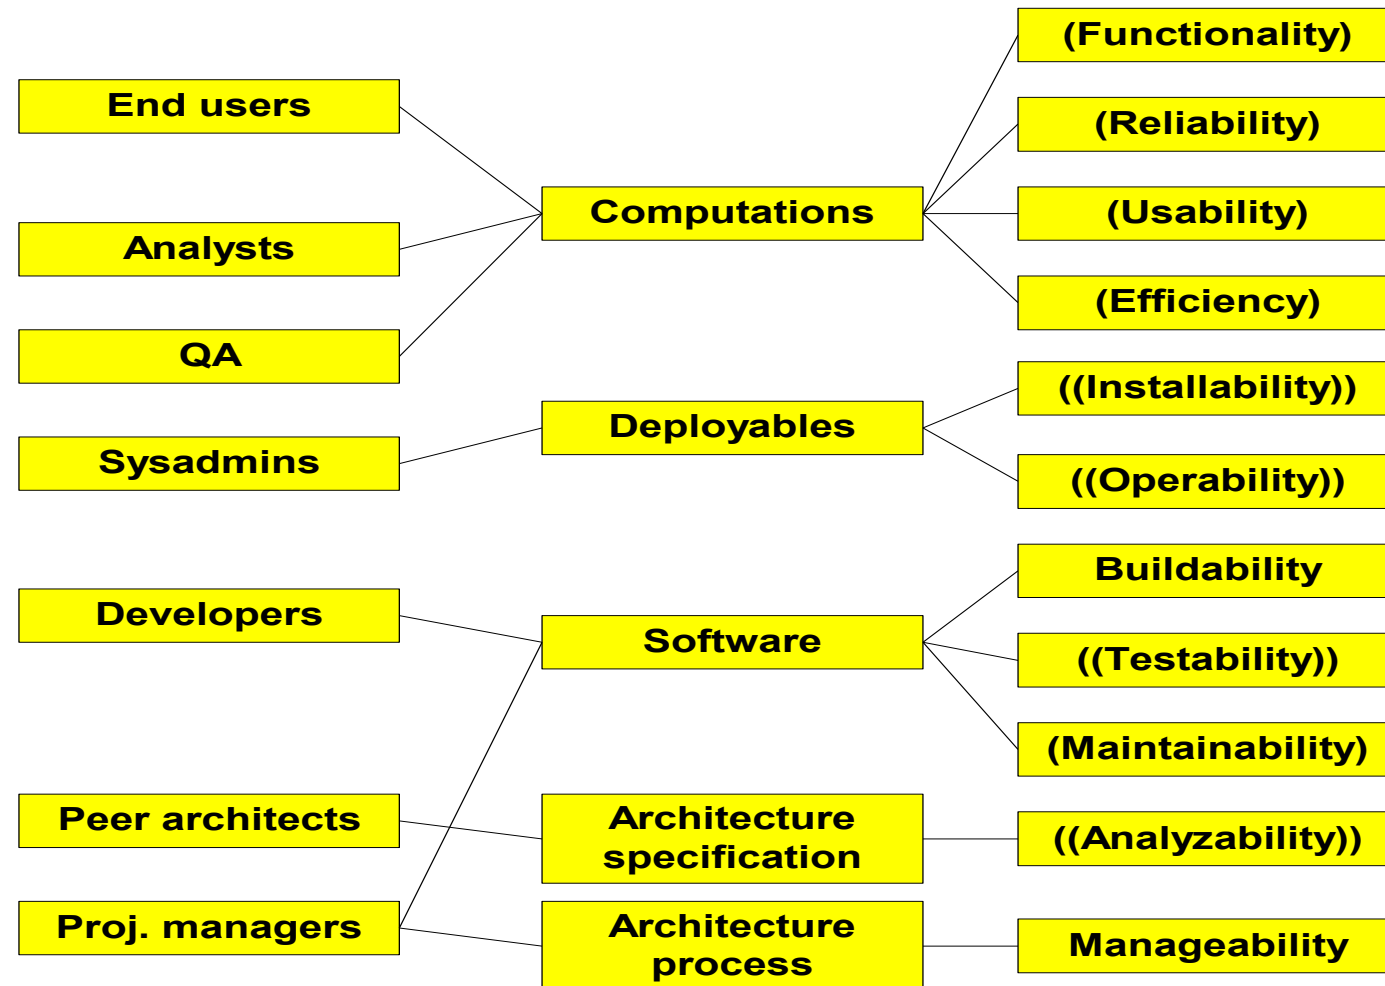 End users
Analysts
QA
Sysadmins
Developers
Peer architects
Proj. managers
Computations
Deployables
Software
Architecture
specification
Architecture
process
(Functionality)
(Reliability)
(Usability)
(Efficiency)
((Installability))
((Operability))
Buildability
((Testability))
(Maintainability)
((Analyzability))
Manageability